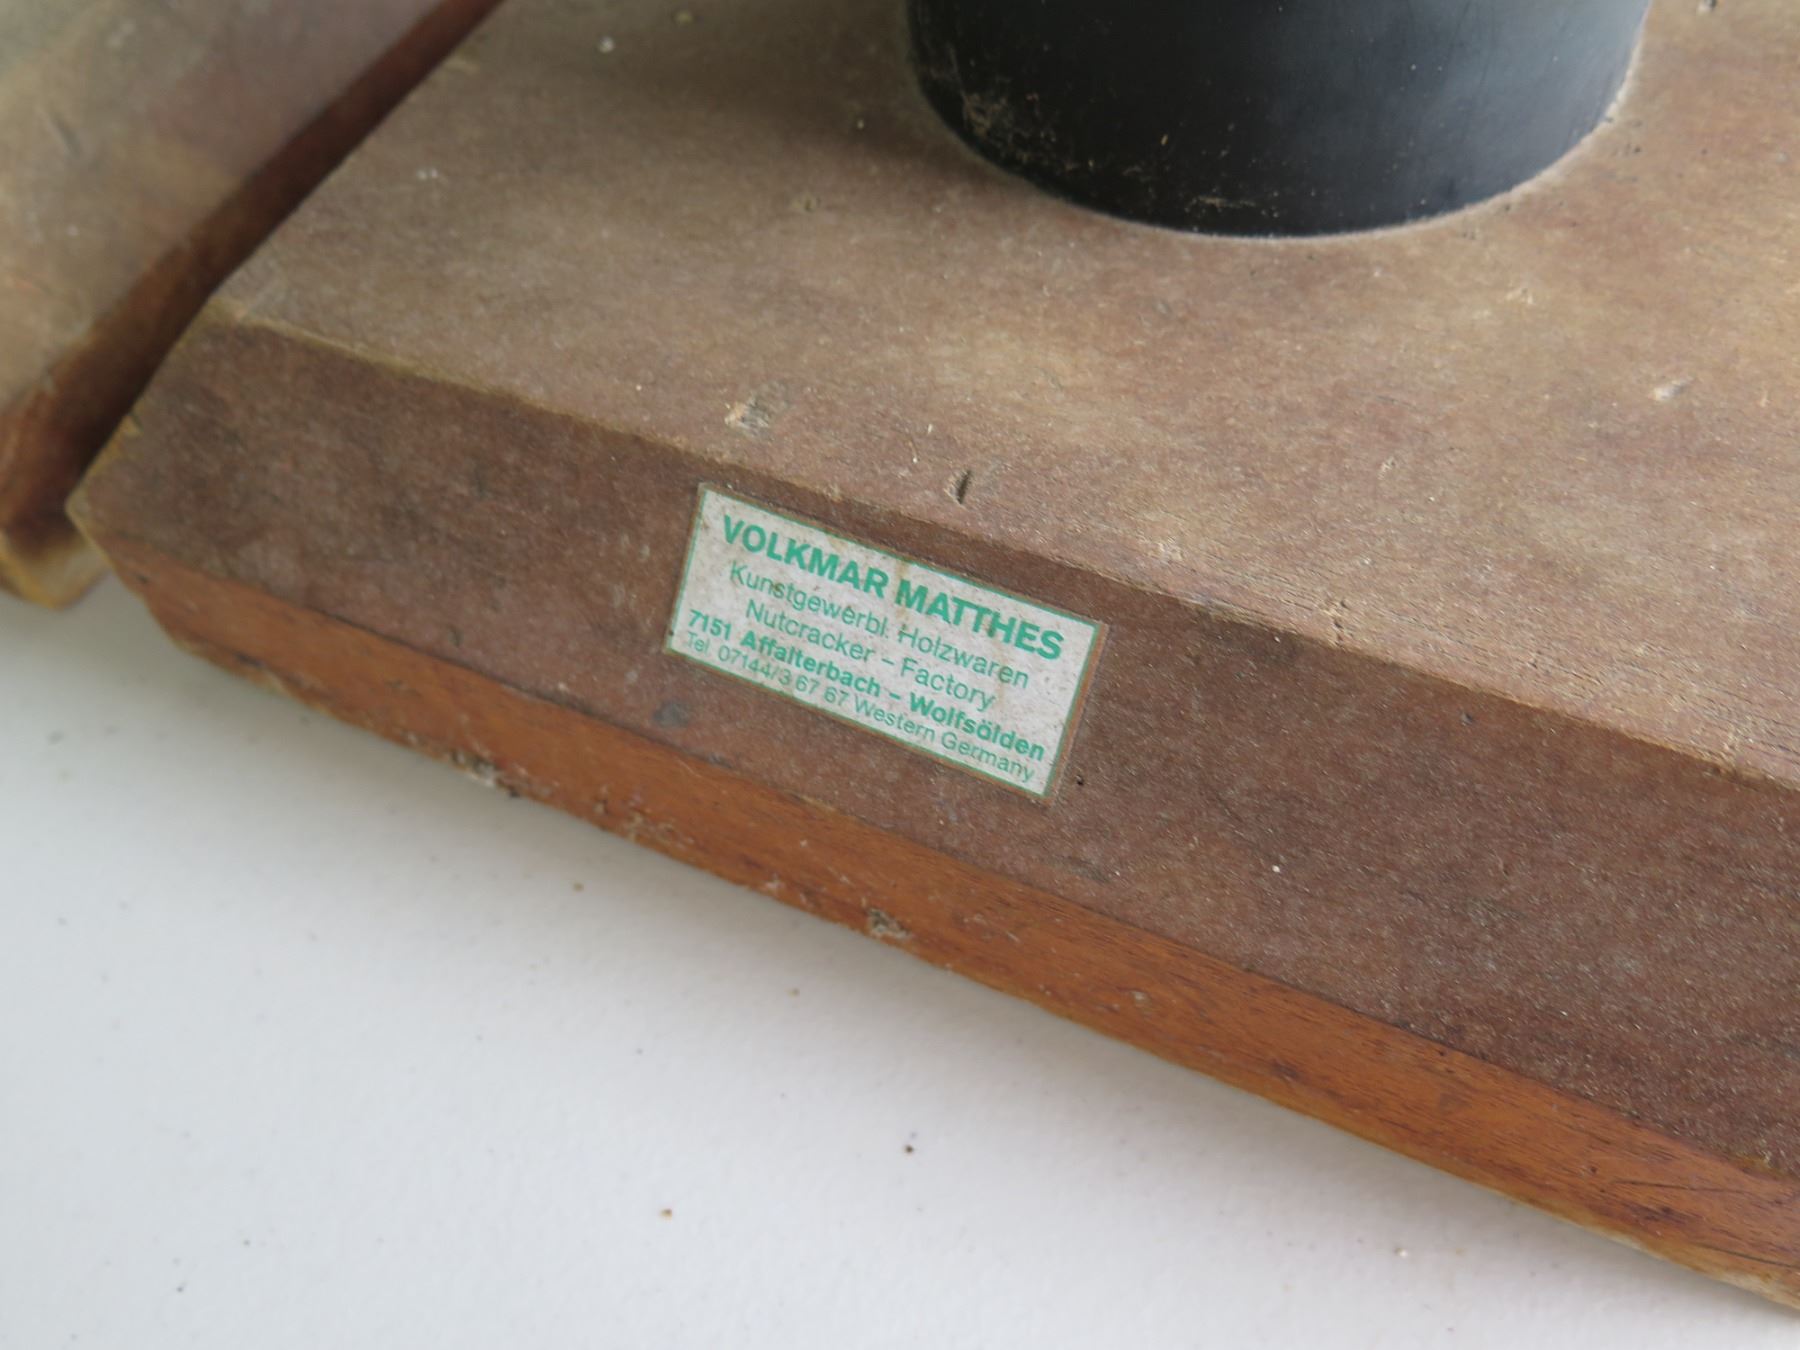 VOLKMAR MATTHES
Kunstgewerbl. Holzwaren
Nutcracker – Factory
7151 Affalterbach – Wolfsölden
Tel. 07144/3 67 67 Western Germany